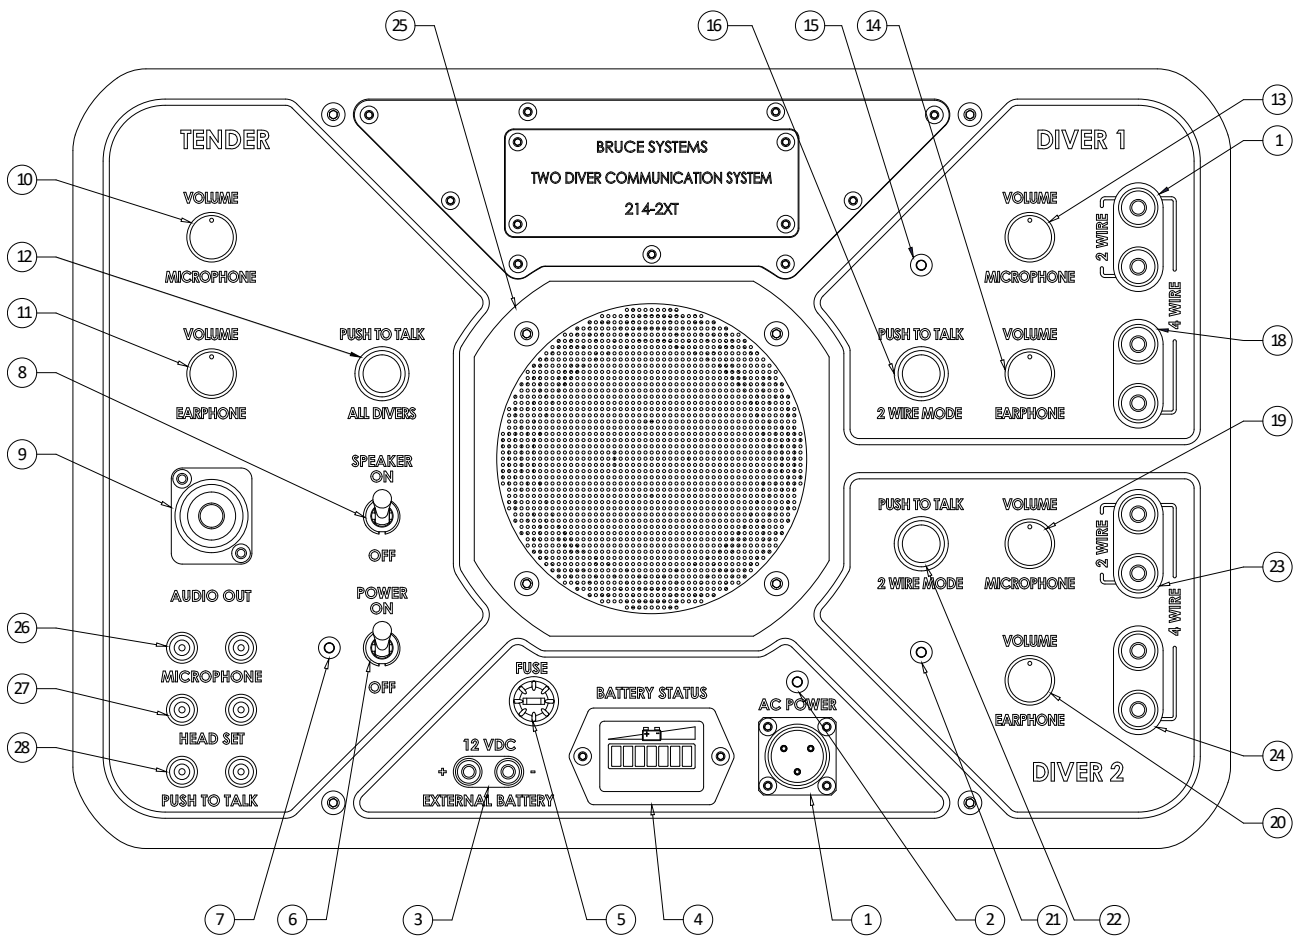 25
16
15
14
13
1
TENDER
BRUCE SYSTEMS
TWO DIVER COMMUNICATION SYSTEM
214-2XT
DIVER 1
10
VOLUME
MICROPHONE
12
11
VOLUME
EARPHONE
PUSH TO TALK
ALL DIVERS
8
9
SPEAKER
ON
OFF
AUDIO OUT
POWER
ON
OFF
26
MICROPHONE
27
HEAD SET
28
PUSH TO TALK
VOLUME
MICROPHONE
2 WIRE
4 WIRE
PUSH TO TALK
2 WIRE MODE
VOLUME
EARPHONE
18
19
PUSH TO TALK
2 WIRE MODE
VOLUME
MICROPHONE
2 WIRE
4 WIRE
23
VOLUME
EARPHONE
24
DIVER 2
20
FUSE
12 VDC
+ -
EXTERNAL BATTERY
BATTERY STATUS
+ -
AC POWER
7
6
3
5
4
1
2
21
22